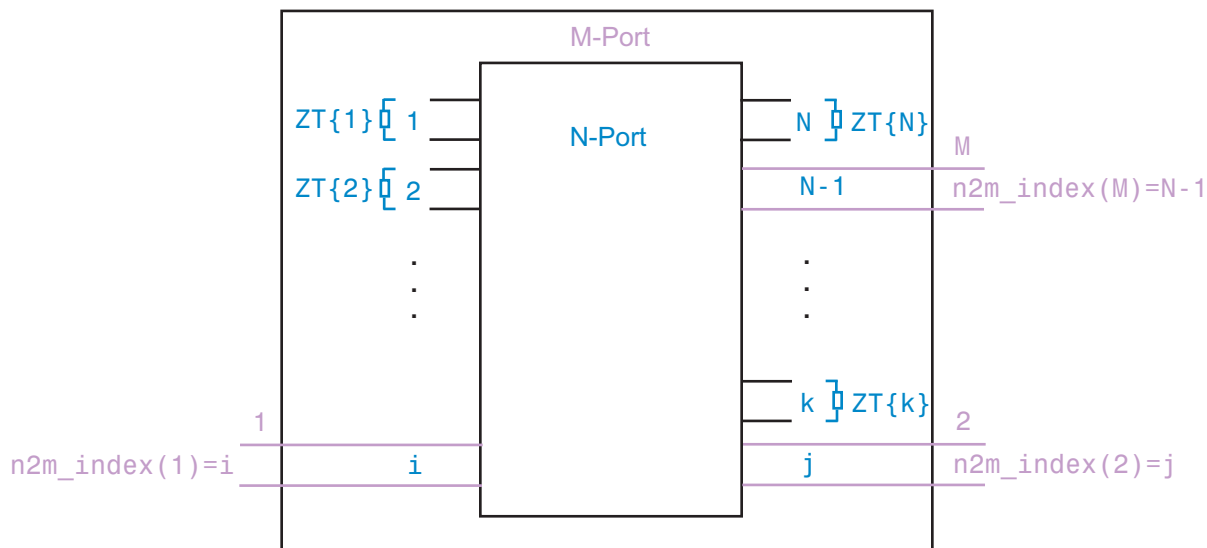 M-Port
ZT{1} 1
N ZT{N}
N-Port
M
ZT{2} 2
N-1
n2m_index(M)=N-1
.
.
.
.
.
.
k ZT{k}
1
2
n2m_index(1)=i
i
j
n2m_index(2)=j